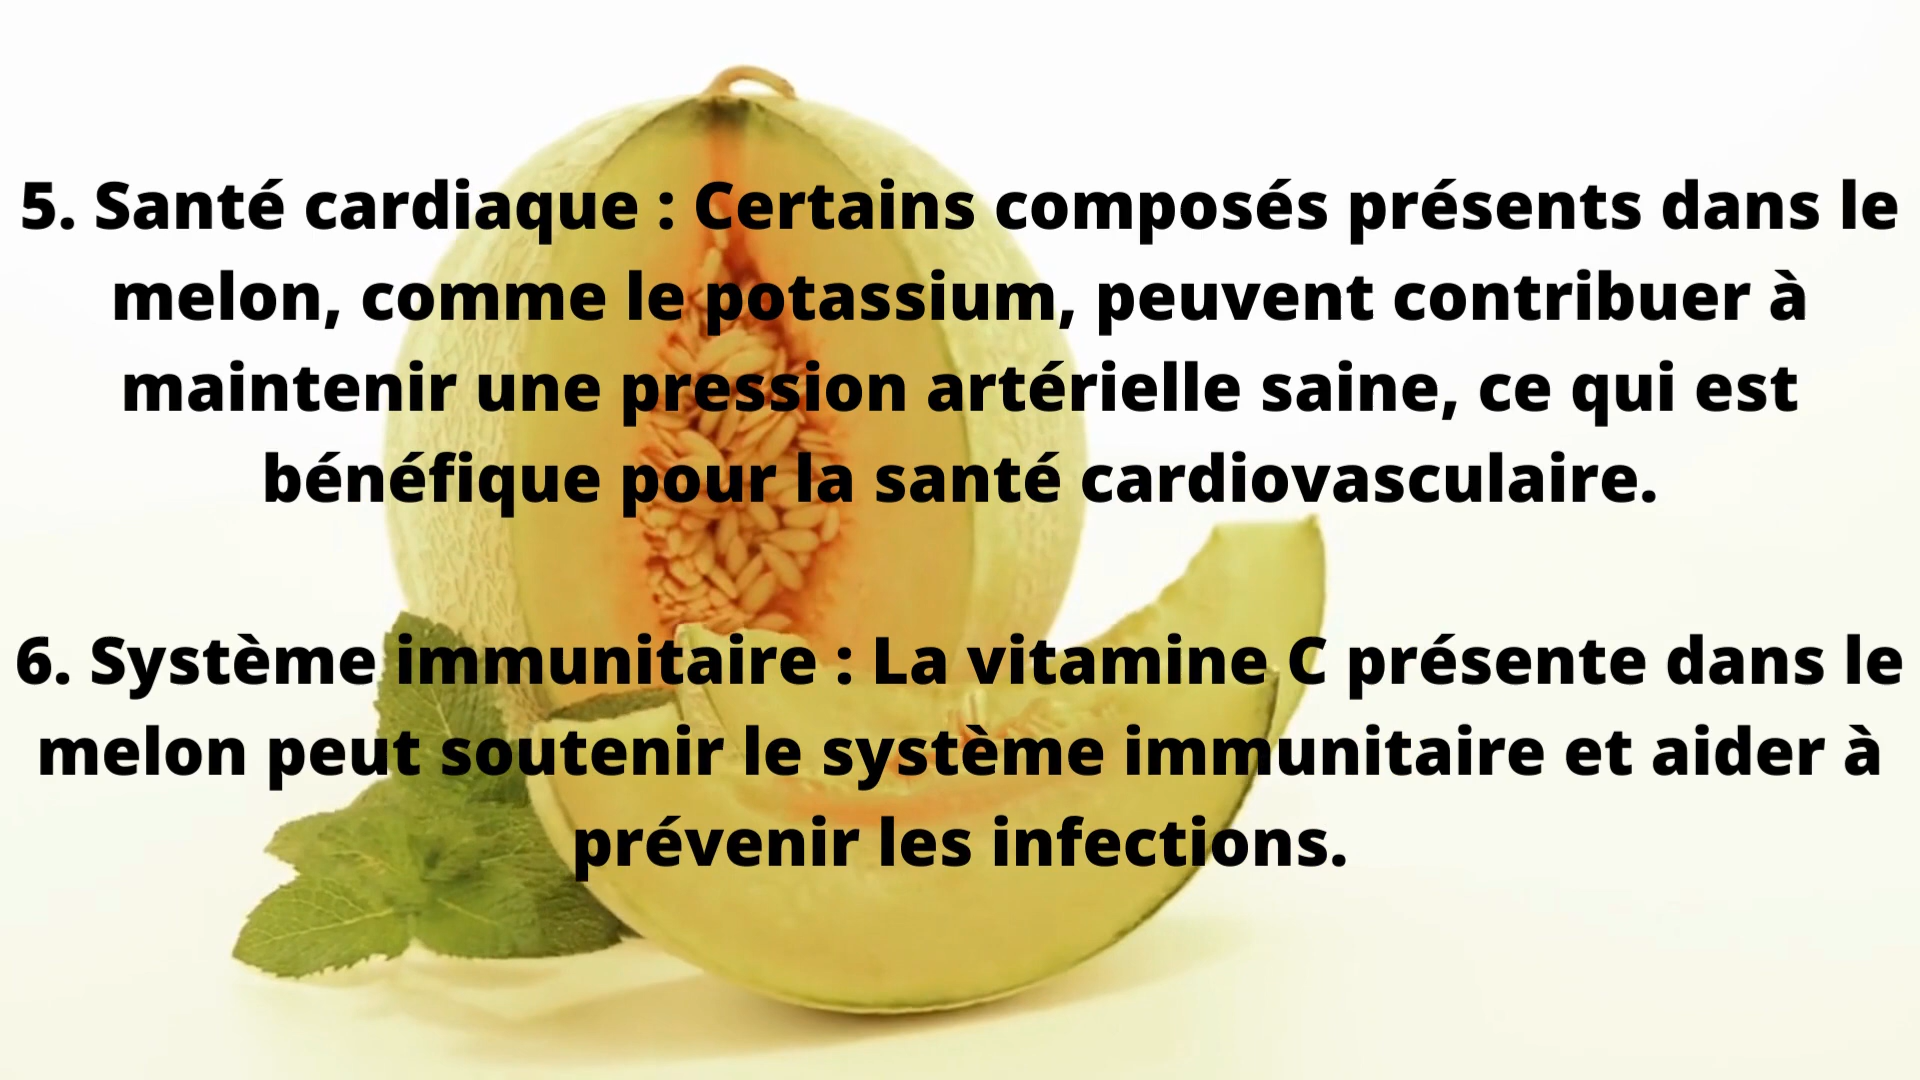 5. Santé cardiaque : Certains composés présents dans le
melon, comme le potassium, peuvent contribuer à
maintenir une pression artérielle saine, ce qui est
bénéfique pour la santé cardiovasculaire.
6. Système immunitaire : La vitamine C présente dans le
melon peut soutenir le système immunitaire et aider à
prévenir les infections.